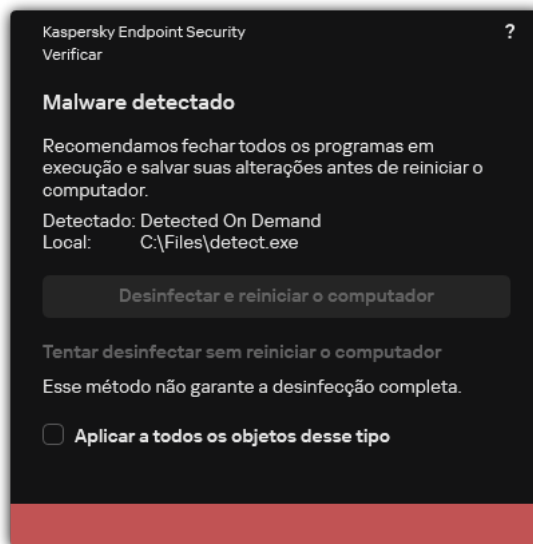 Kaspersky Endpoint Security ?
Verificar
Malware detectado
Recomendamos fechar todos os programas em
execução e salvar suas alterações antes de reiniciar o
computador.
Detectado: Detected On Demand
Local: C:\Files\detect.exe
Desinfectar e reiniciar o computador
Tentar desinfectar sem reiniciar o computador
Esse método não garante a desinfecção completa.
Aplicar a todos os objetos desse tipo